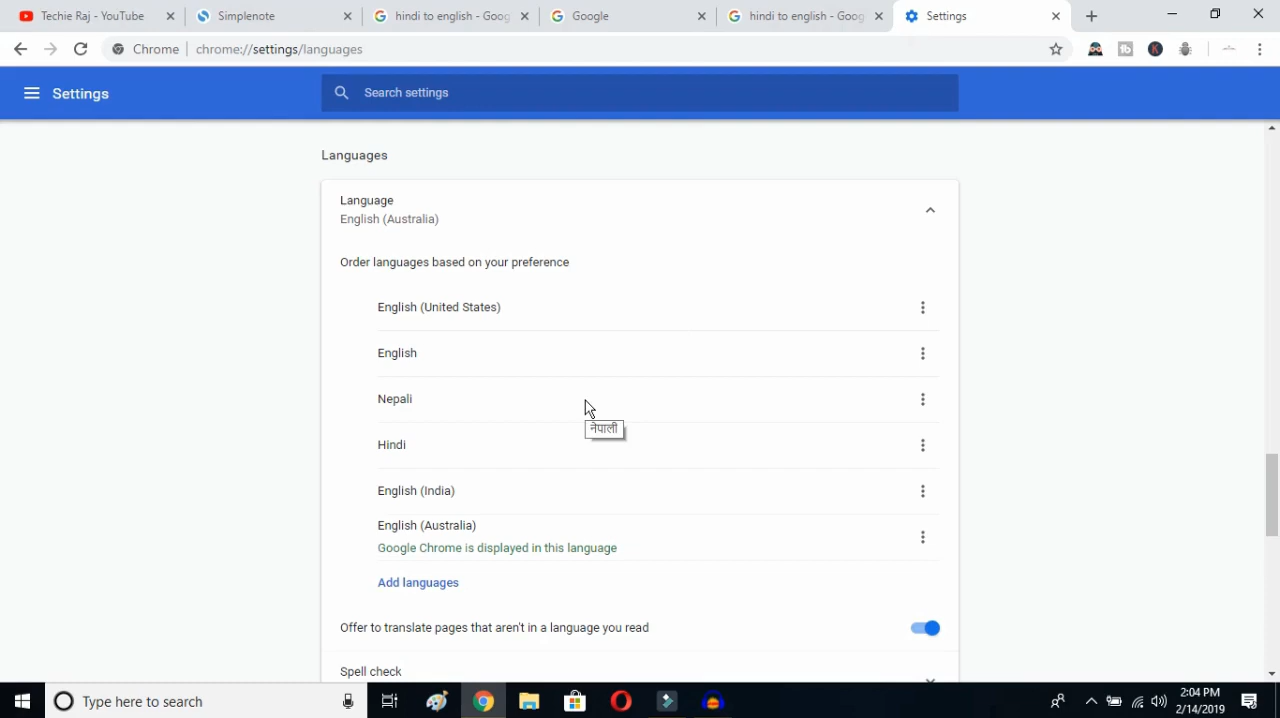 Techie Raj - YouTube
Simplenote
hindi to english - Goog
Google
hindi to english - Goog
Settings
Chrome
chrome://settings/languages
Settings
Search settings
Languages
Language
English (Australia)
Order languages based on your preference
English (United States)
English
Nepali
नेपाली
Hindi
English (India)
English (Australia)
Google Chrome is displayed in this language
Add languages
Offer to translate pages that aren't in a language you read
Spell check
Type here to search
2:04 PM
2/14/2019